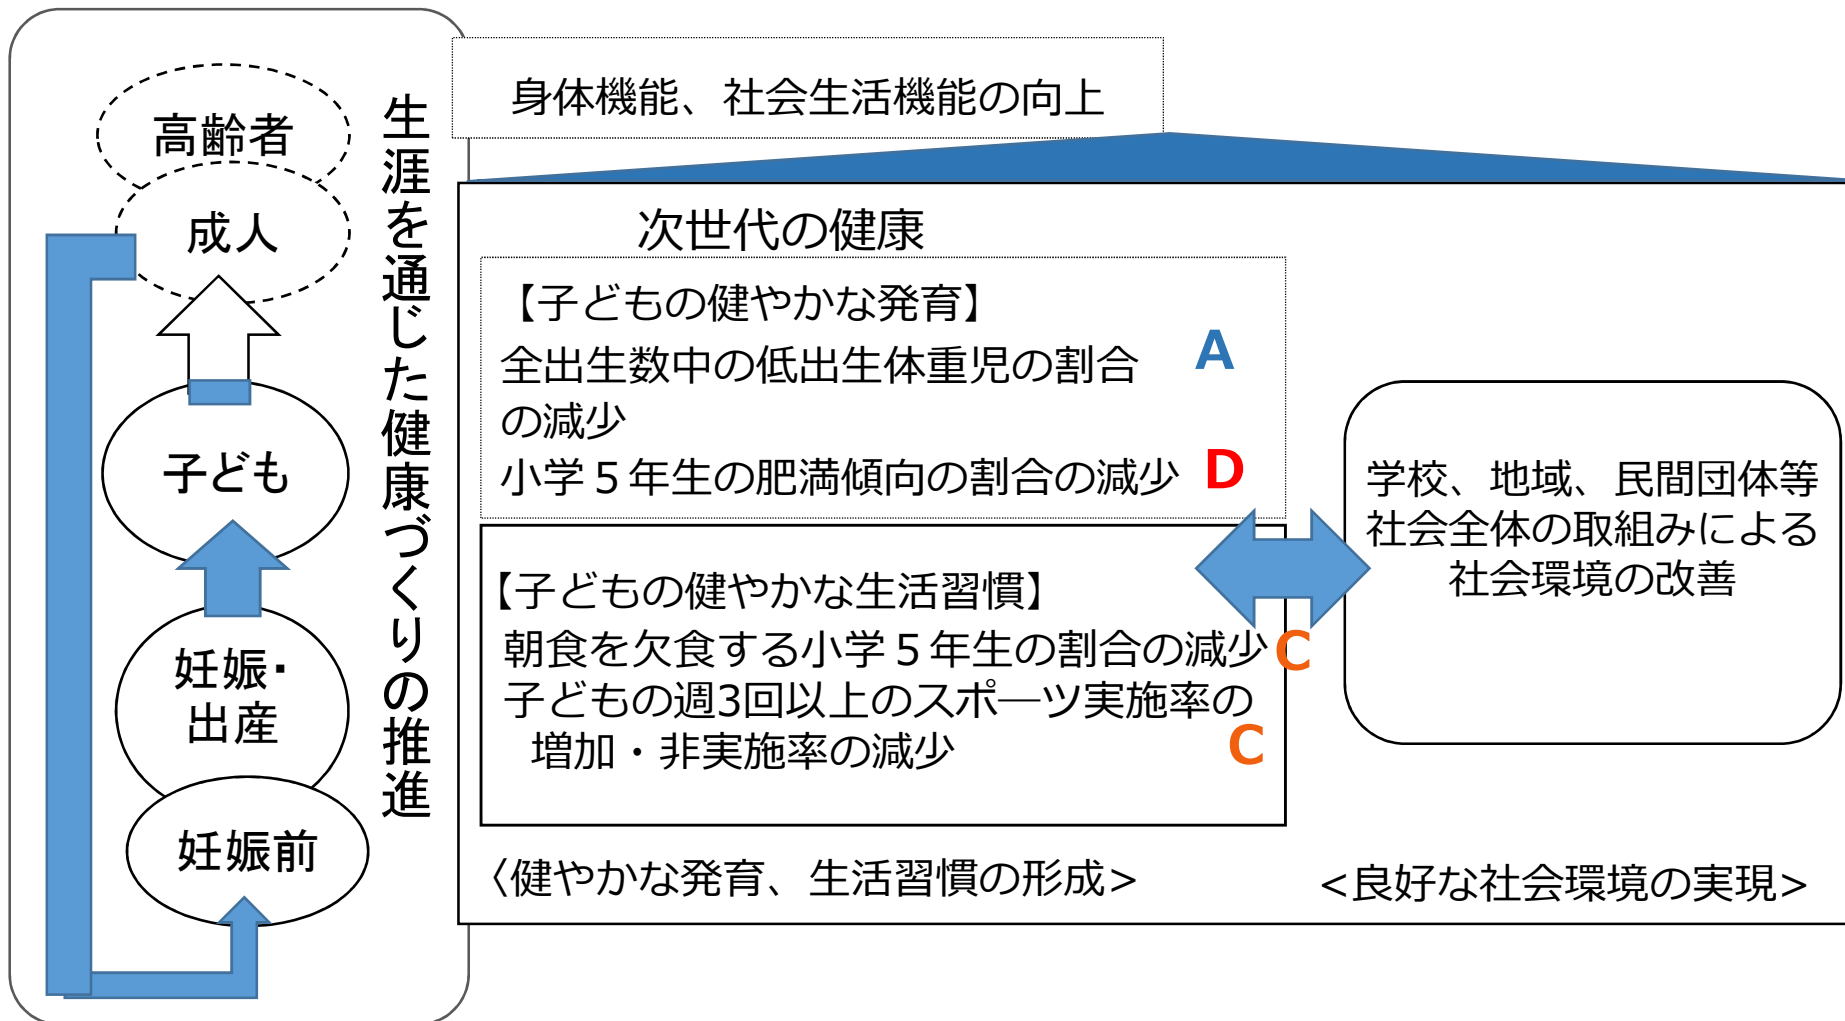 高齢者
成人
子ども
妊娠・
出産
妊娠前
生涯を通じた健康づくりの推進
身体機能、社会生活機能の向上
次世代の健康
【子どもの健やかな発育】
全出生数中の低出生体重児の割合 A
の減少
小学５年生の肥満傾向の割合の減少 D
【子どもの健やかな生活習慣】
朝食を欠食する小学５年生の割合の減少 C
子どもの週3回以上のスポ―ツ実施率の
増加・非実施率の減少 C
〈健やかな発育、生活習慣の形成>
学校、地域、民間団体等
社会全体の取組みによる
社会環境の改善
<良好な社会環境の実現>